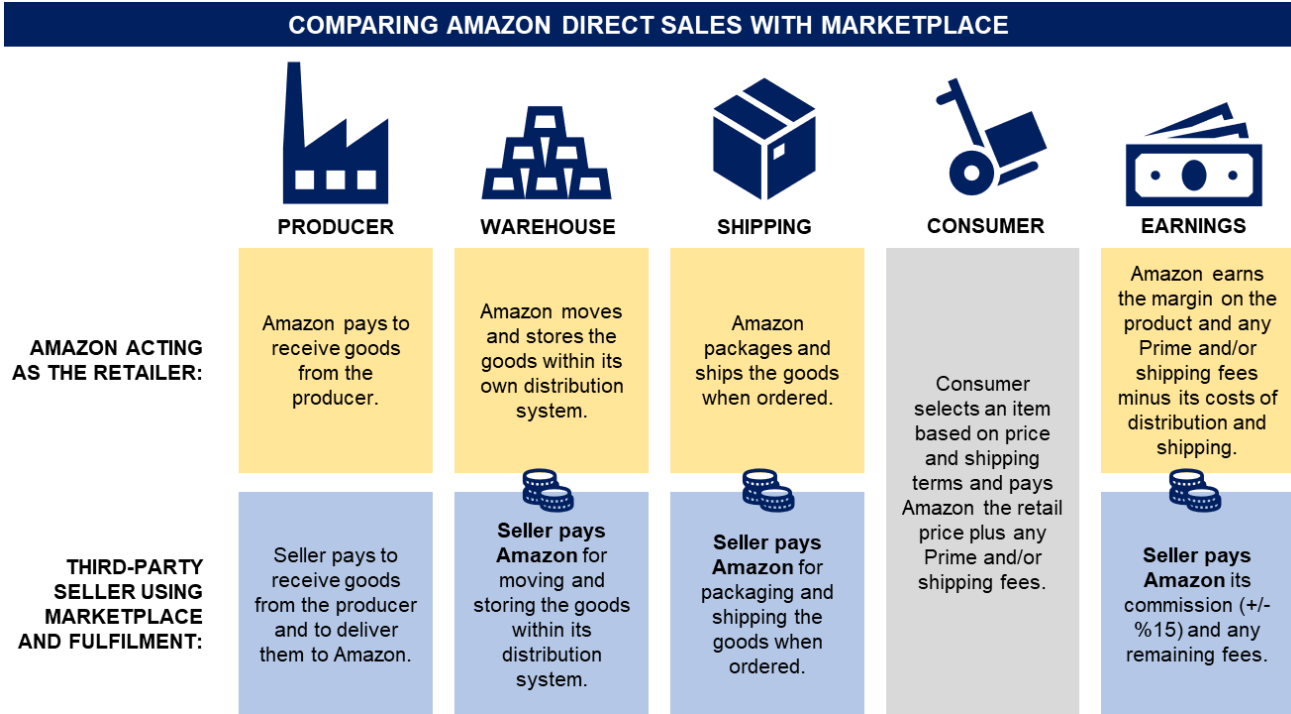 COMPARING AMAZON DIRECT SALES WITH MARKETPLACE
PRODUCER
WAREHOUSE
SHIPPING
CONSUMER
EARNINGS
AMAZON ACTING
AS THE RETAILER:
Amazon pays to
receive goods
from the
producer.
Amazon moves
and stores the
goods within its
own distribution
system.
Amazon
packages and
ships the goods
when ordered.
Consumer
selects an item
based on price
and shipping
terms and pays
Amazon the retail
price plus any
Prime and/or
shipping fees.
Amazon earns
the margin on the
product and any
Prime and/or
shipping fees
minus its costs of
distribution and
shipping.
THIRD-PARTY
SELLER USING
MARKETPLACE
AND FULFILMENT:
Seller pays to
receive goods
from the producer
and to deliver
them to Amazon.
Seller pays
Amazon for
moving and
storing the goods
within its
distribution
system.
Seller pays
Amazon for
packaging and
shipping the
goods when
ordered.
Seller pays
Amazon its
commission (+/-
%15) and any
remaining fees.